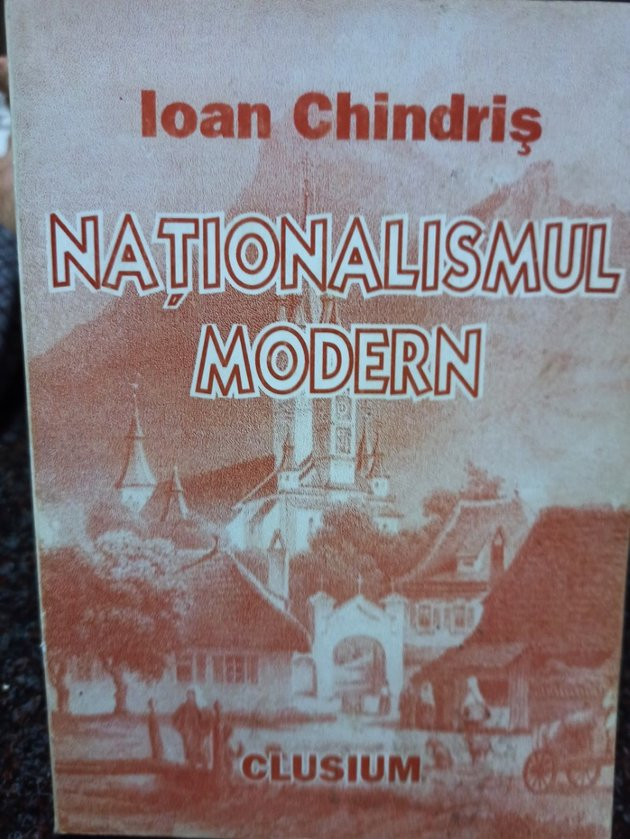 Ioan Chindriş
NAŢIONALISMUL
MODERN
CLUSIUM